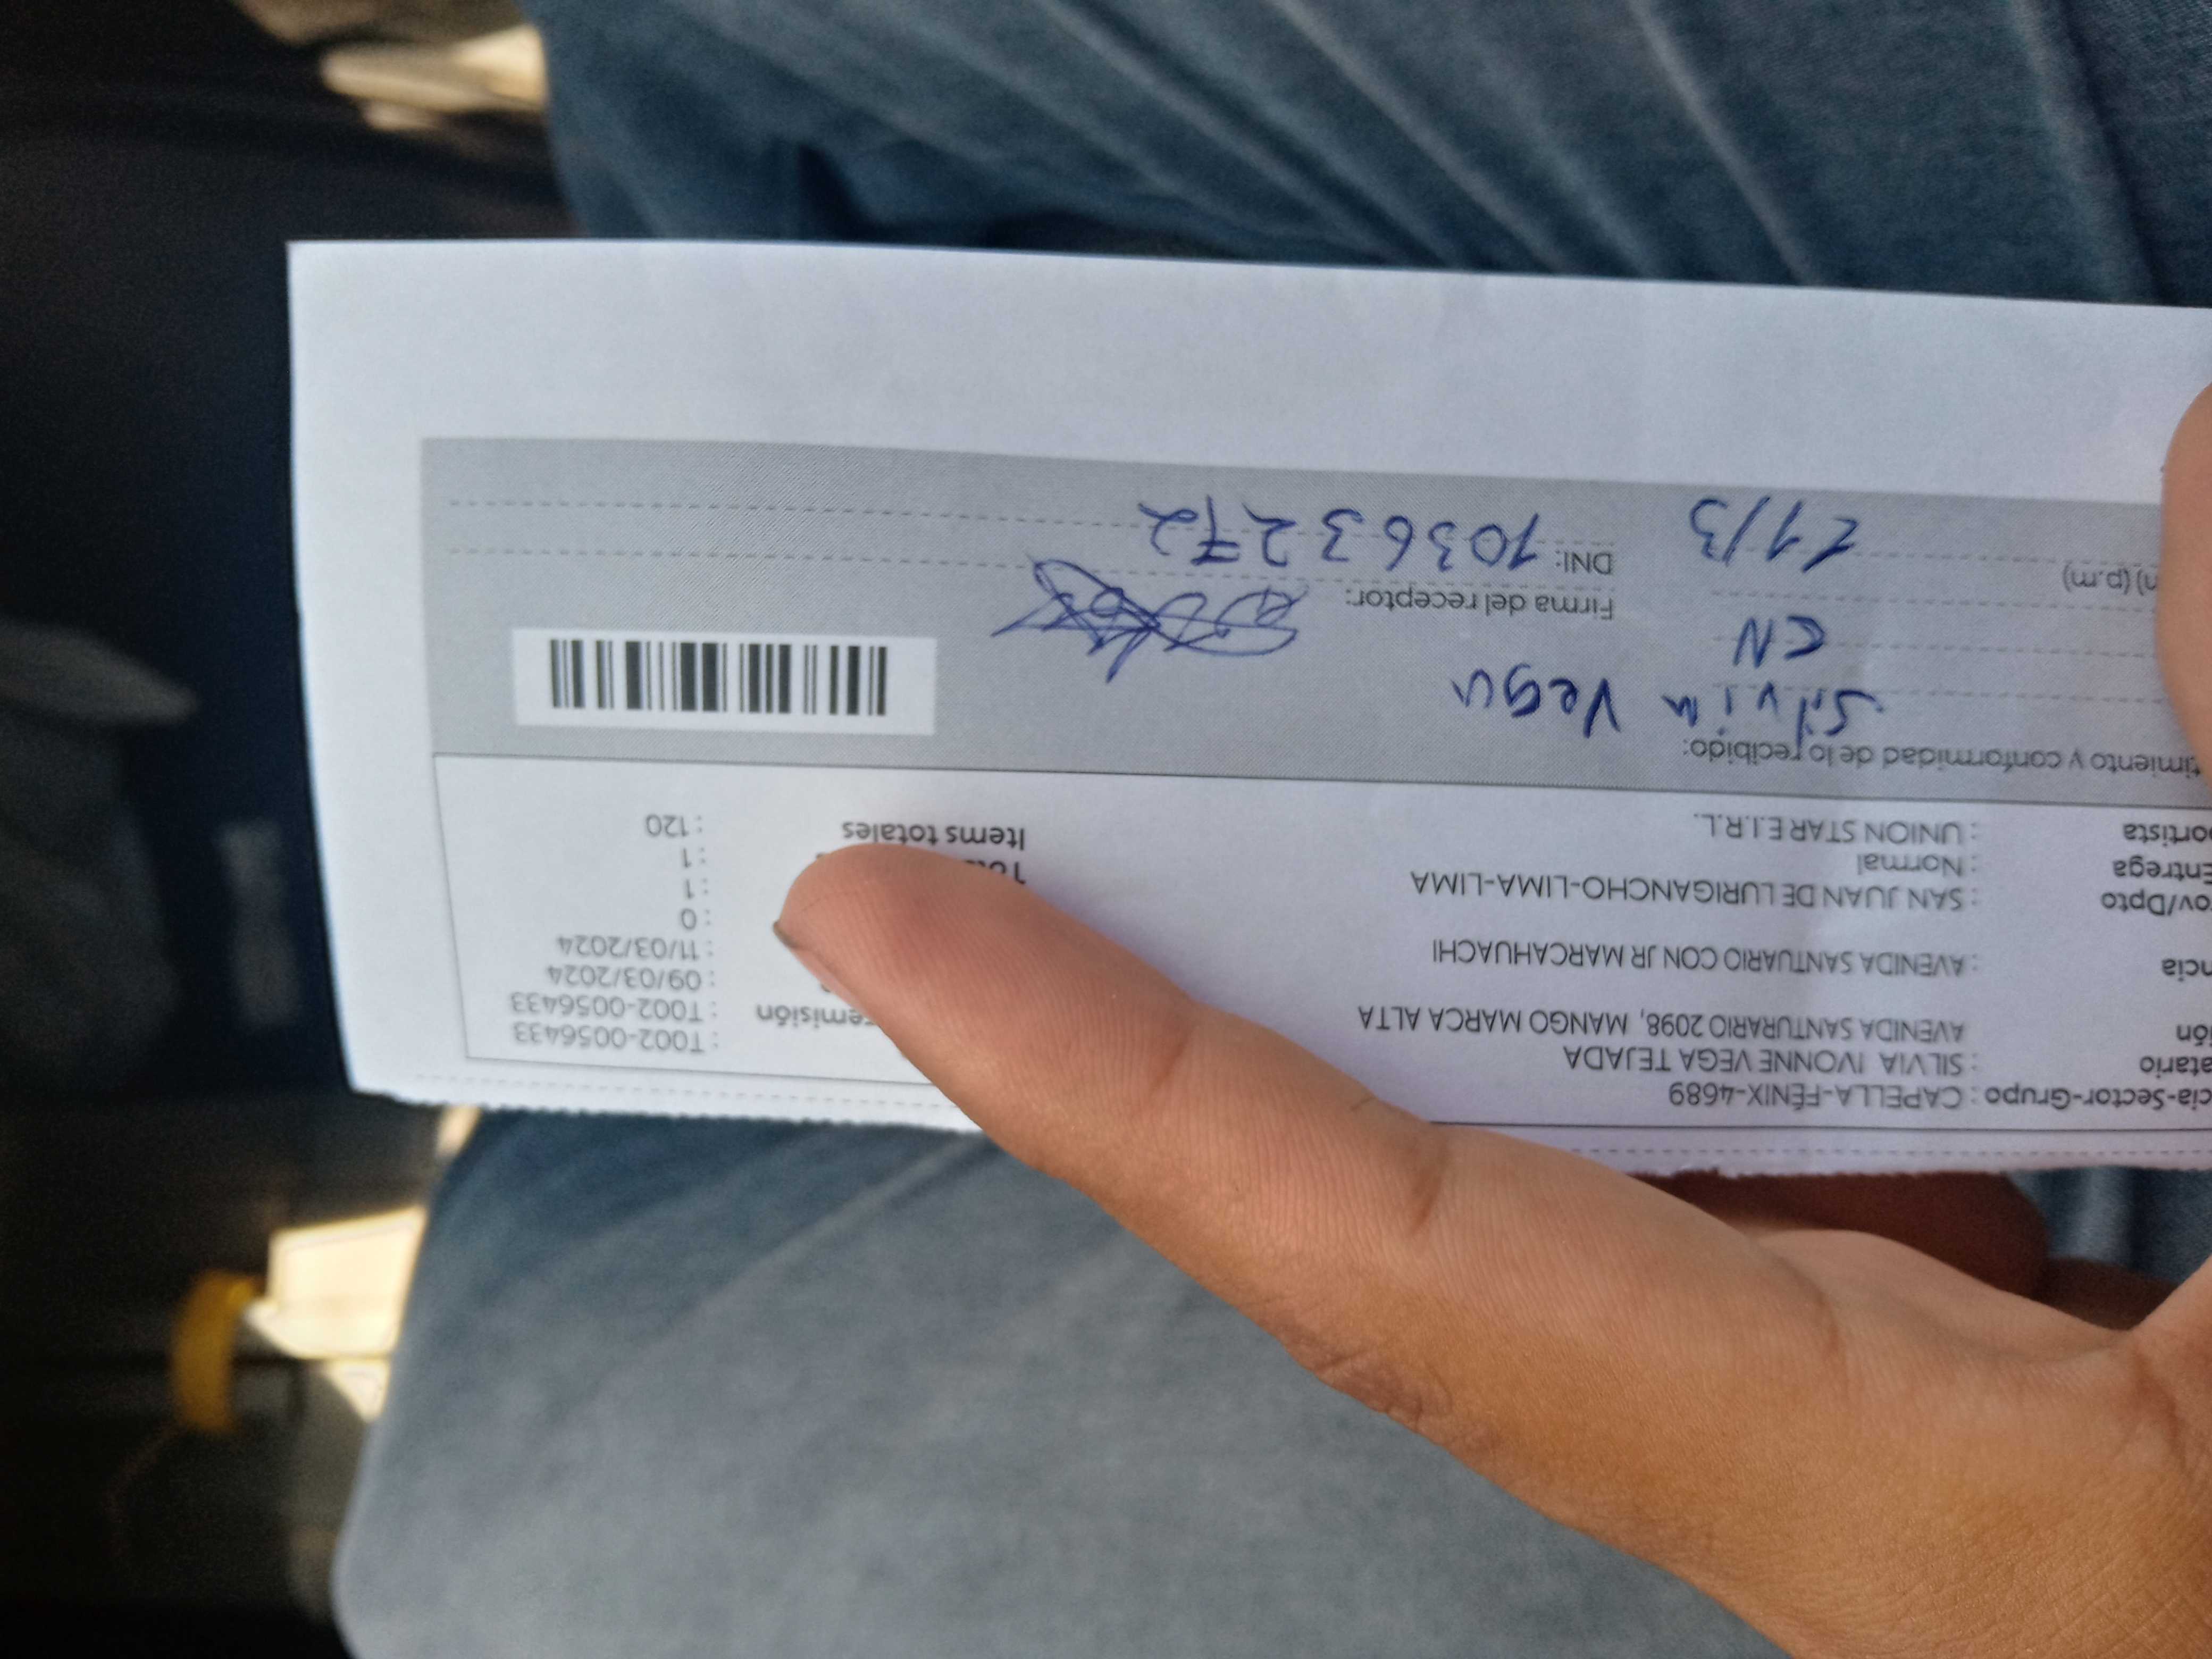 cia-Sector-Grupo : CAPELLA-FÉNIX-4689
atario : SILVIA IVONNE VEGA TEJADA : T002-0056433
ión AVENIDA SANTURARIO 2098, MANGO MARCA ALTA emisión : T002-0056433
: 09/03/2024
ncia : AVENIDA SANTUARIO CON JR MARCAHUACHI : 11/03/2024
: 0
ov/Dpto : SAN JUAN DE LURIGANCHO-LIMA-LIMA : 1
Entrega : Normal : 1
portista : UNION STAR E.I.R.L. Items totales : 120
timiento y conformidad de lo recibido:
Silvia Vega
CN Firma del receptor:
n) (p.m) 11/3 DNI: 10363272